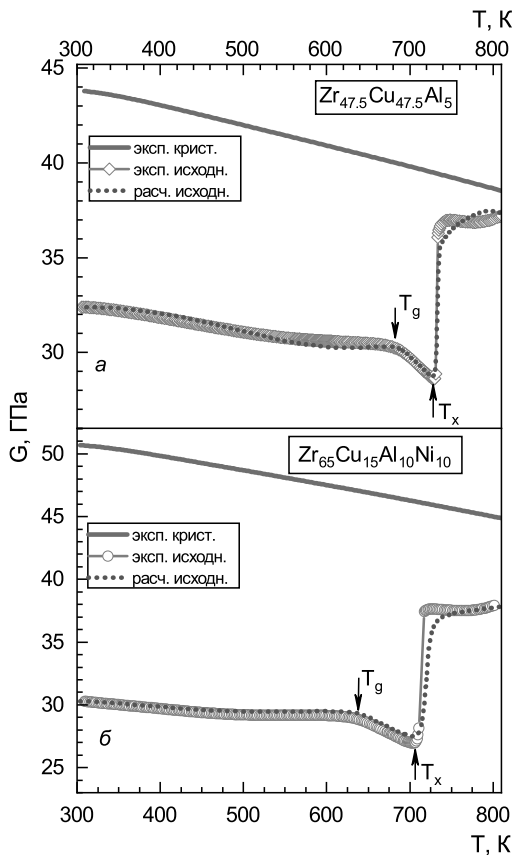 T, К
300 400 500 600 700 800
45
Zr47.5Cu47.5Al5
эксп. крист.
эксп. исходн.
расч. исходн.
40
35
Tg
30
а
Tx
G, ГПа
50
Zr65Cu15Al10Ni10
45
эксп. крист.
эксп. исходн.
расч. исходн.
40
35
Tg
30
б
Tx
25
300 400 500 600 700 800
T, К